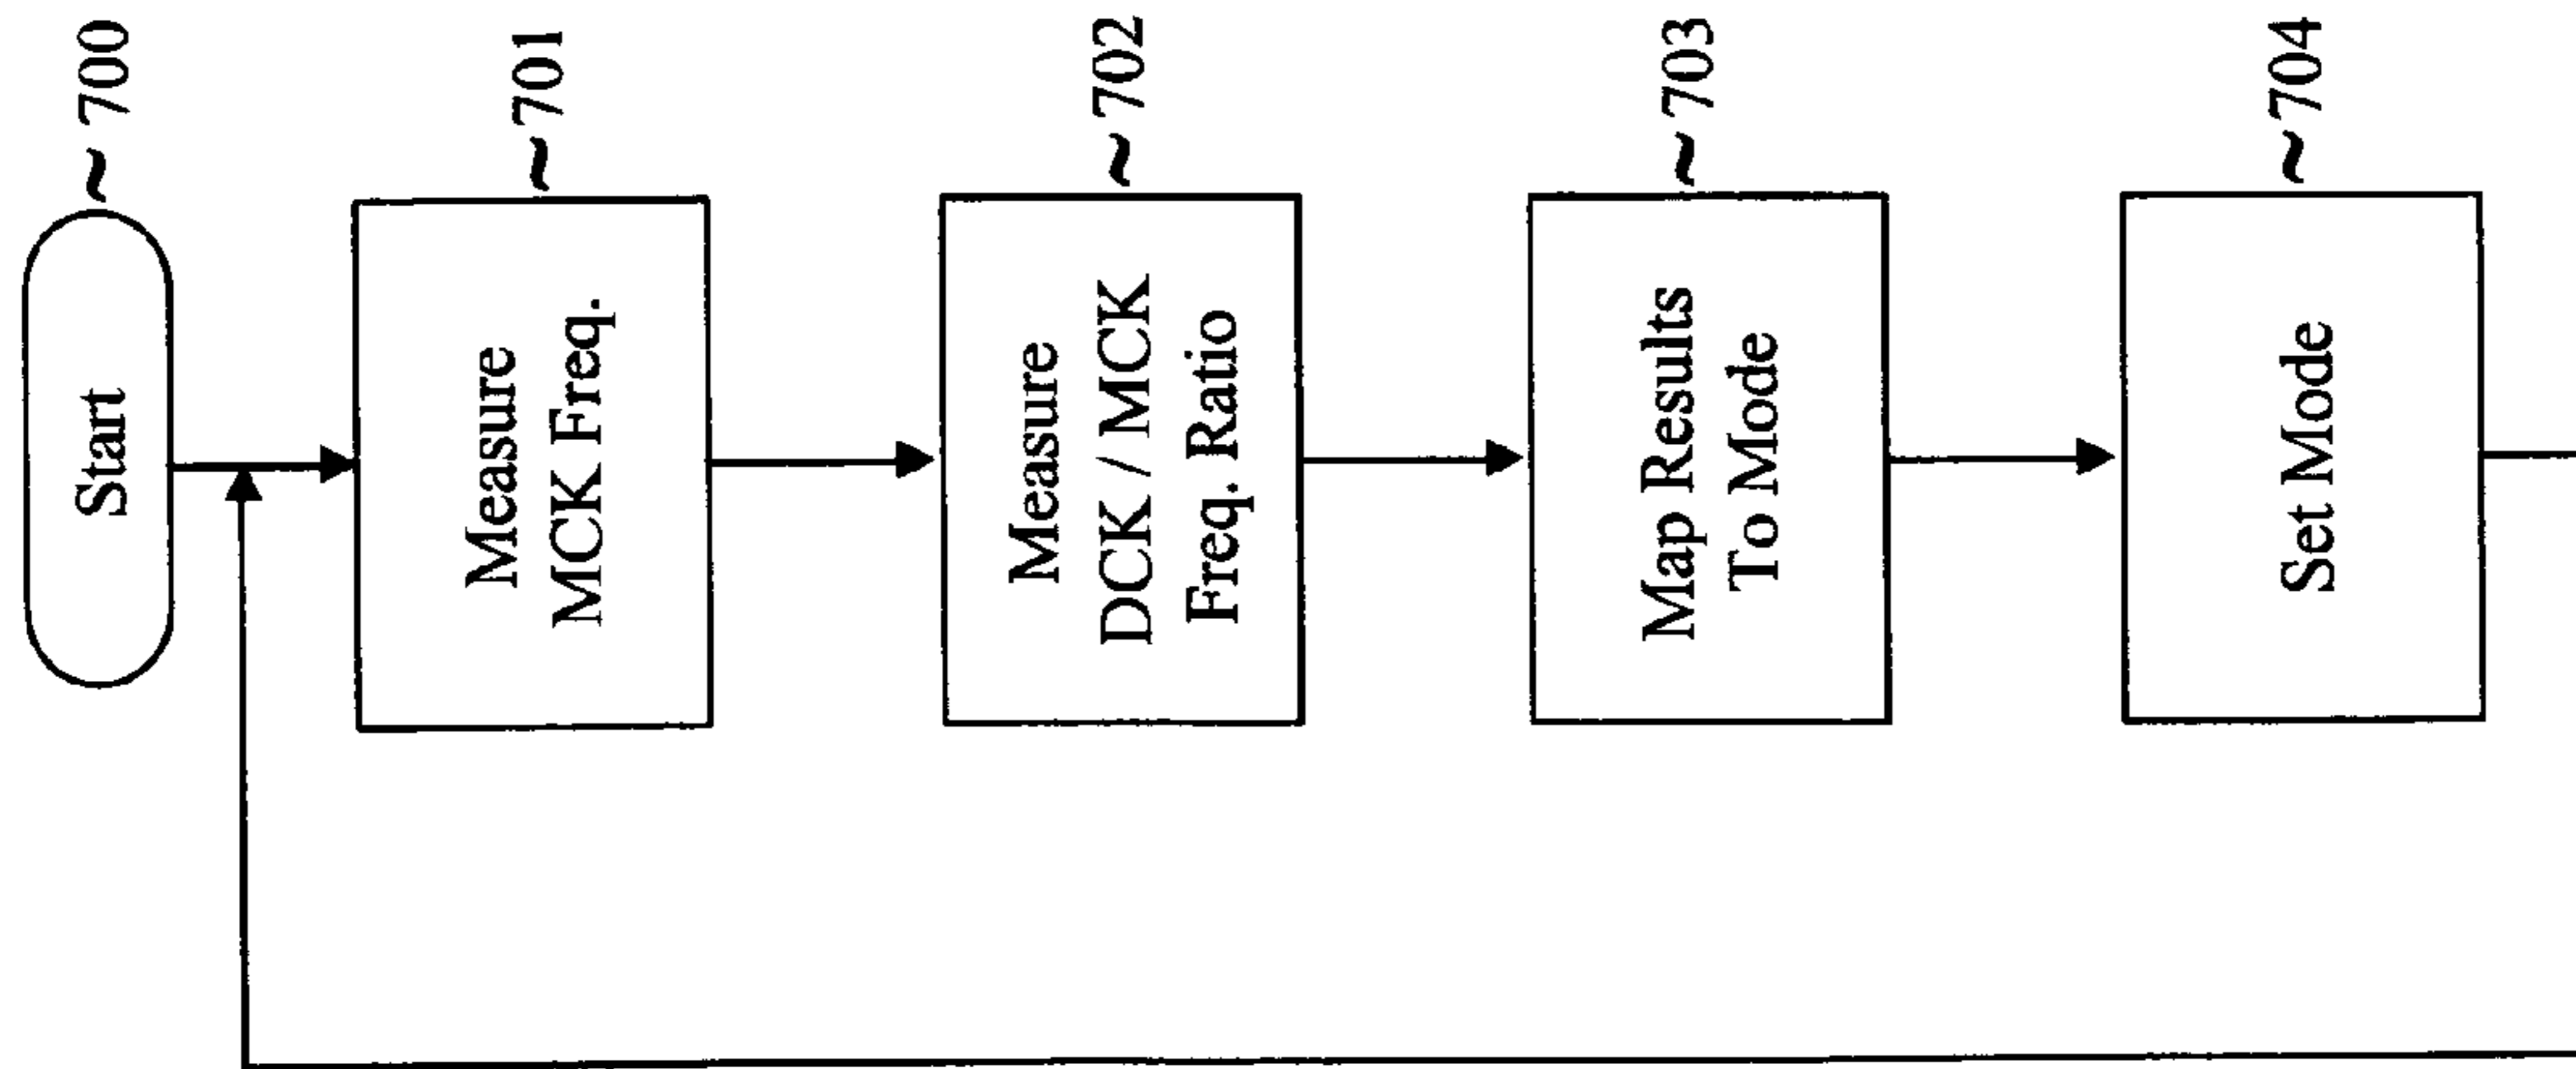 Start
~ 700
Measure
MCK Freq.
~701
Measure
DCK / MCK
Freq. Ratio
~702
Map Results
To Mode
~703
Set Mode
~704